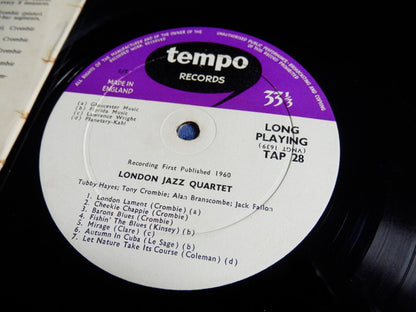 ALL RIGHTS OF THE MANUFACTURER AND OF THE OWNER OF THE RECORDED WORK RESERVED
UNAUTHORISED PUBLIC PERFORMANCE, BROADCASTING AND COPYING OF THIS RECORD PROHIBITED
tempo
RECORDS
MADE IN
ENGLAND
33⅓
(a) Gloucester Music
(b) Florida Music
(c) Lawrence Wright
(d) Planetary-Kahl
LONG
PLAYING
(VNGT 1679)
TAP 28
Recording First Published 1960
LONDON JAZZ QUARTET
Tubby Hayes; Tony Crombie; Alan Branscombe; Jack Fallon
1. London Lament (Crombie) (a)
2. Cheekie Chappie (Crombie) (a)
3. Barons Blues (Crombie) (a)
4. Fishin' The Blues (Kinsey) (b)
5. Mirage (Clare) (c)
6. Autumn In Cuba (Le Sage) (b)
7. Let Nature Take Its Course (Coleman) (d)
Crombie